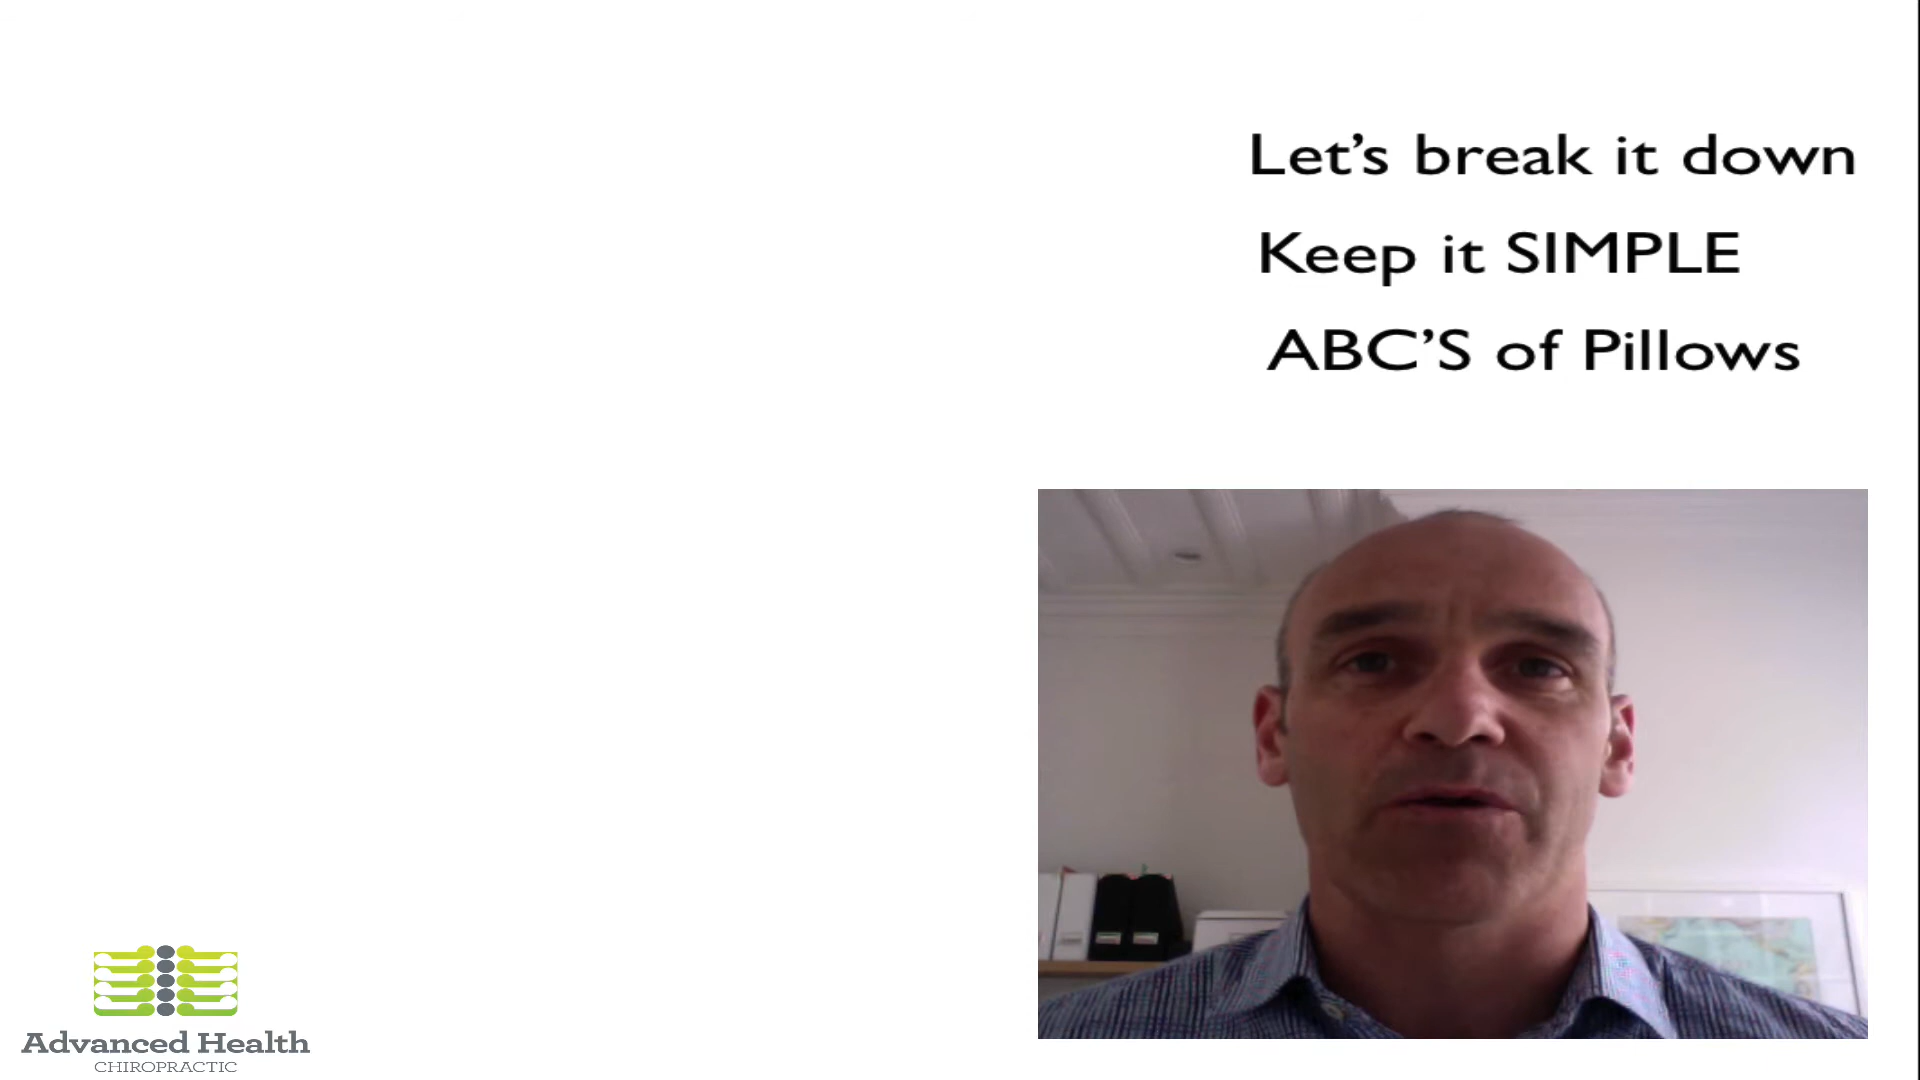 Let’s break it down
Keep it SIMPLE
ABC’S of Pillows
Advanced Health
CHIROPRACTIC